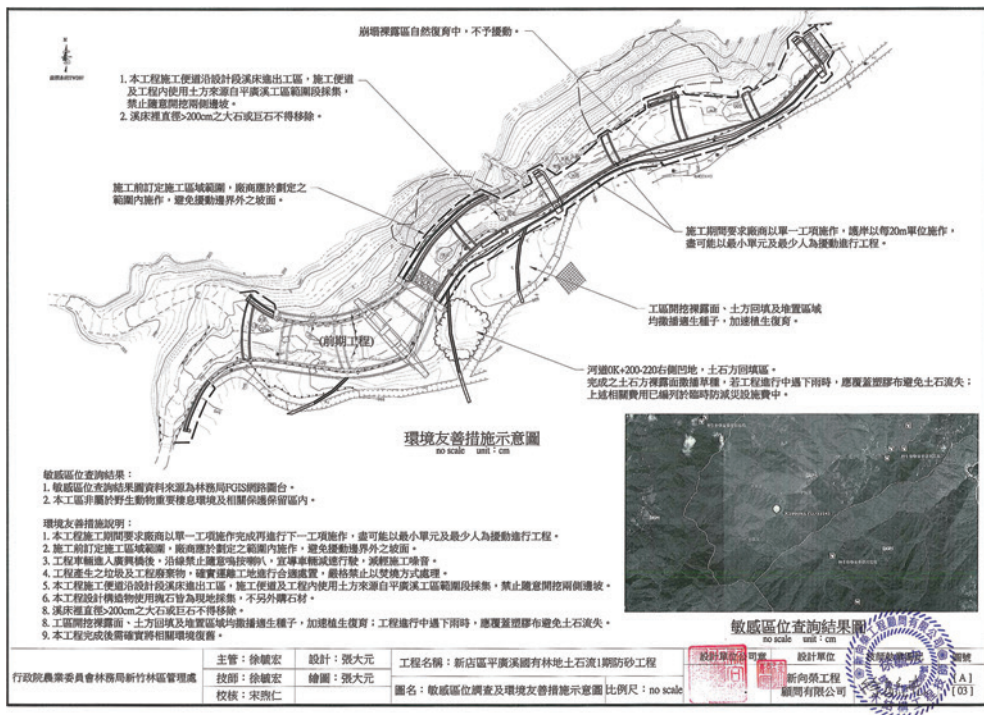 崩塌裸露區自然復育中，不予擾動。
1. 本工程施工便道沿設計段溪床進出工區，施工便道
及工程內使用土方來源自平廣溪工區範圍段採集，
禁止隨意開挖兩側邊坡。
2. 溪床裡直徑>200cm之大石或巨石不得移除。
施工前訂定施工區域範圍，廠商應於劃定之
範圍內施作，避免擾動邊界外之坡面。
施工期間要求廠商以單一工項施作，護岸以每20m單位施作，
盡可能以最小單元及最少人為擾動進行工程。
工區開挖裸露面、土方回填及堆置區域
均撒播適生種子，加速植生復育。
(前期工程)
河道0K+200-220右側凹地，土石方回填區。
完成之土石方裸露面撒播草種，若工程進行中遇下雨時，應覆蓋塑膠布避免土石流失；
上述相關費用已編列於臨時防減災設施費中。
環境友善措施示意圖
no scale unit：cm
敏感區位查詢結果：
1. 敏感區位查詢結果圖資料來源為林務局FGIS網路圖台。
2. 本工區非屬於野生動物重要棲息環境及相關保護保留區內。
環境友善措施說明：
1. 本工程施工期間要求廠商以單一工項施作完成再進行下一工項施作，盡可能以最小單元及最少人為擾動進行工程。
2. 施工前訂定施工區域範圍，廠商應於劃定之範圍內施作，避免擾動邊界外之坡面。
3. 工程車輛進入廣興橋後，沿線禁止隨意鳴按喇叭，宣導車輛減速行駛，減輕施工噪音。
4. 工程產生之垃圾及工程廢棄物，確實運離工地進行合適處置，嚴格禁止以焚燒方式處理。
5. 本工程施工便道沿設計段溪床進出工區，施工便道及工程內使用土方來源自平廣溪工區範圍段採集，禁止隨意開挖兩側邊坡。
6. 本工程設計構造物使用塊石皆為現地採集，不另外購石材。
8. 溪床裡直徑>200cm之大石或巨石不得移除。
8. 工區開挖裸露面、土方回填及堆置區域均撒播適生種子，加速植生復育；工程進行中遇下雨時，應覆蓋塑膠布避免土石流失。
9. 本工程完成後需確實將相關環境復舊。
敏感區位查詢結果圖
no scale unit：cm
行政院農業委員會林務局新竹林區管理處
主管：徐毓宏
設計：張大元
技師：徐毓宏
繪圖：張大元
校核：宋煦仁
工程名稱：新店區平廣溪國有林地土石流1期防砂工程
圖名：敏感區位調查及環境友善措施示意圖
比例尺：no scale
設計單位
新向榮工程
顧問有限公司
圖號
[A]
[03]